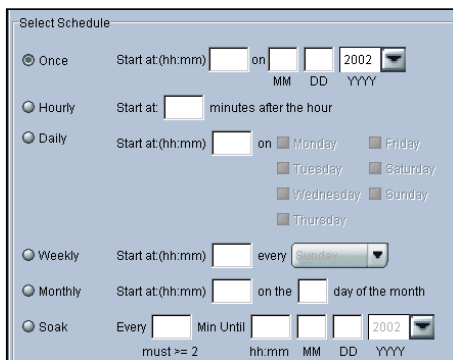 Select Schedule
Once Start at:(hh:mm) on 2002
MM DD YYYY
Hourly Start at: minutes after the hour
Daily Start at:(hh:mm) on Monday Friday
Tuesday Saturday
Wednesday Sunday
Thursday
Weekly Start at:(hh:mm) every Sunday
Monthly Start at:(hh:mm) on the day of the month
Soak Every Min Until 2002
must >= 2 hh:mm MM DD YYYY